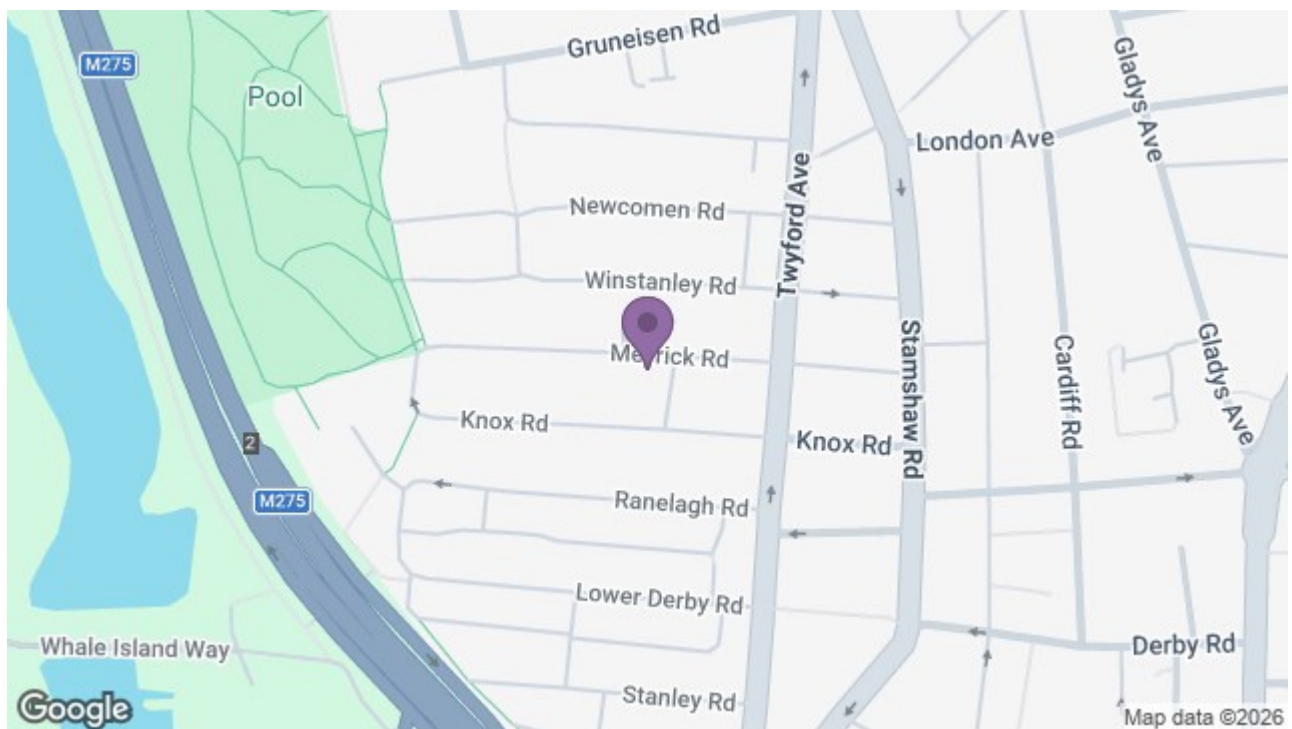 Gruneisen Rd
M275
Pool
Gladys Ave
London Ave
Twyford Ave
Newcomen Rd
Winstanley Rd
Rd
Stamshaw Rd
Cardiff Rd
Gladys Ave
Knox Rd
Knox Rd
2
M275
Ranelagh Rd
Lower Derby Rd
Whale Island Way
Derby Rd
Stanley Rd
Google
Map data ©2026